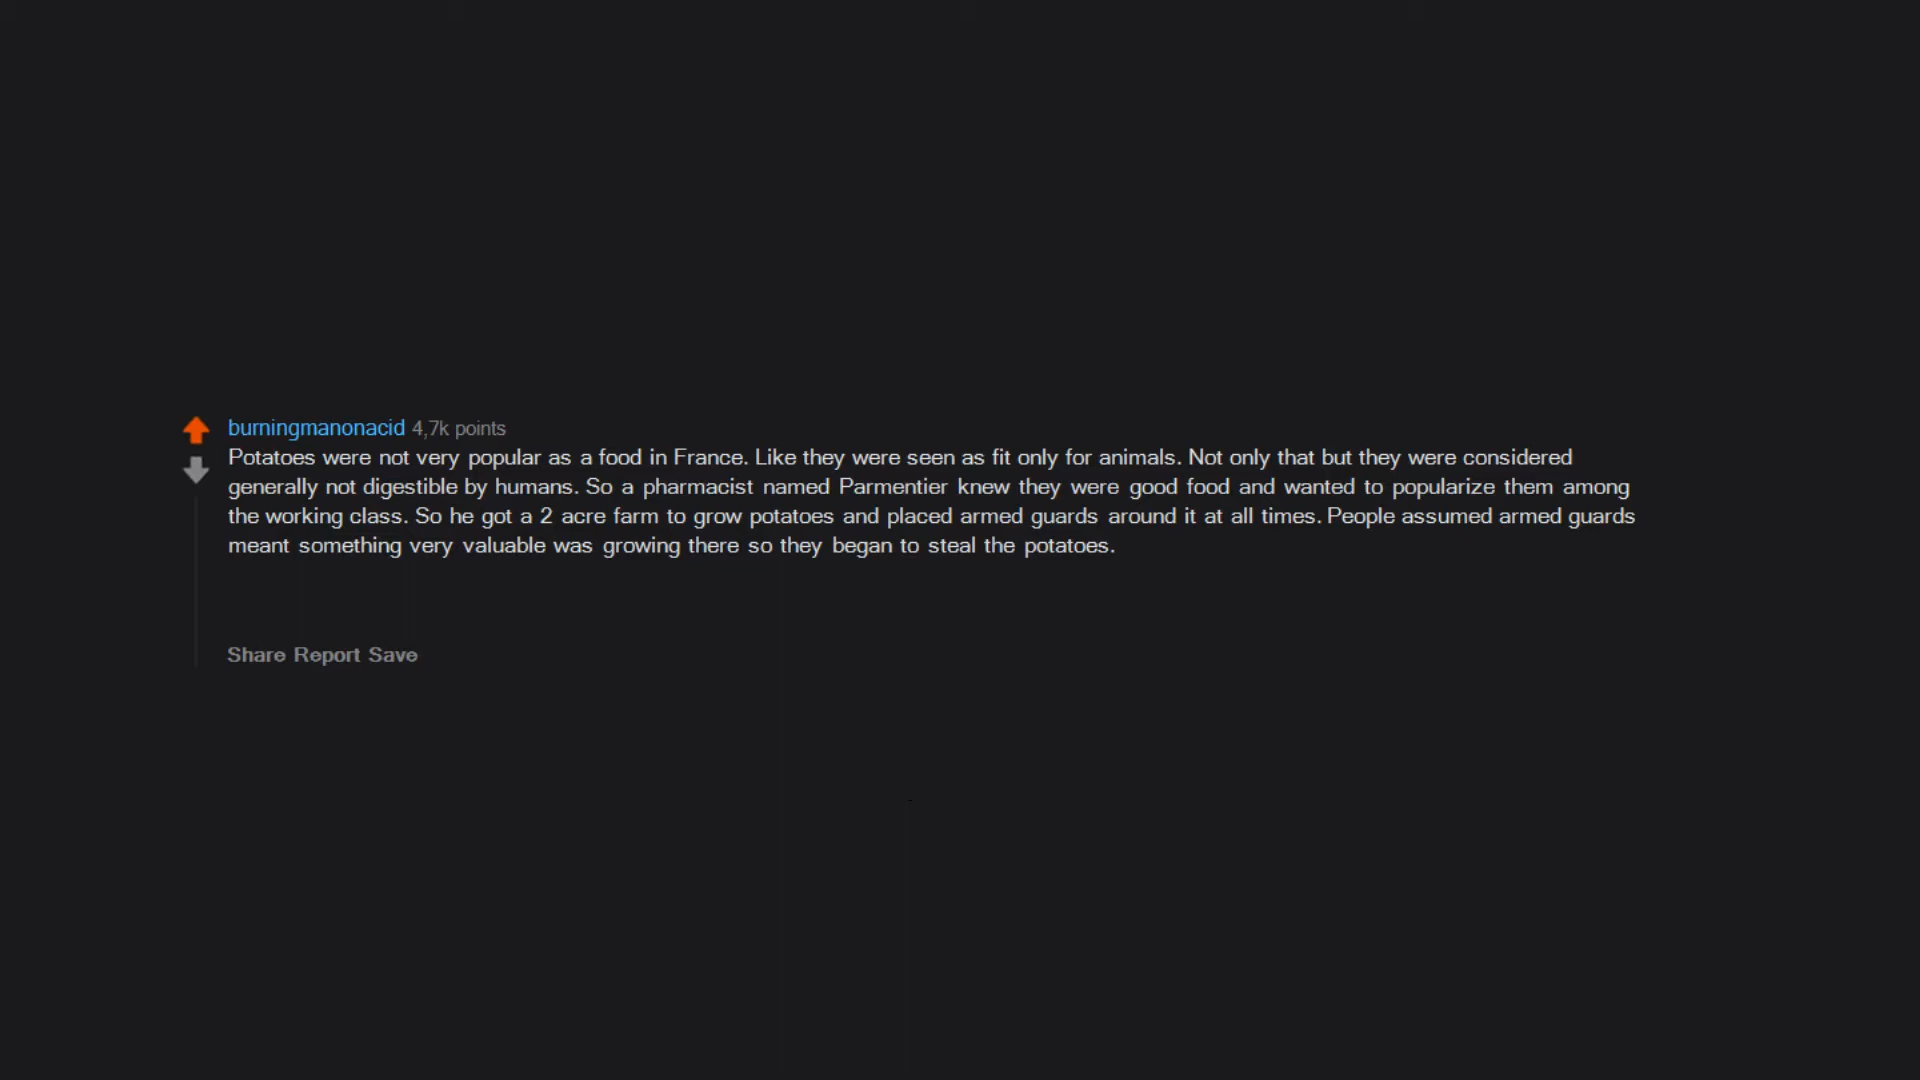 burningmanonacid 4,7k points
Potatoes were not very popular as a food in France. Like they were seen as fit only for animals. Not only that but they were considered
generally not digestible by humans. So a pharmacist named Parmentier knew they were good food and wanted to popularize them among
the working class. So he got a 2 acre farm to grow potatoes and placed armed guards around it at all times. People assumed armed guards
meant something very valuable was growing there so they began to steal the potatoes.
Share Report Save